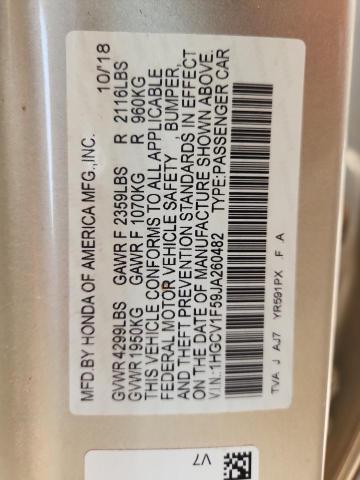 MFD.BY HONDA OF AMERICA MFG.,INC. 10/'18
GVWR 4299LBS GAWR F 2359LBS R 2116LBS
GVWR 1950KG GAWR F 1070KG R 960KG
THIS VEHICLE CONFORMS TO ALL APPLICABLE
FEDERAL MOTOR VEHICLE SAFETY , BUMPER,
AND THEFT PREVENTION STANDARDS IN EFFECT
ON THE DATE OF MANUFACTURE SHOWN ABOVE.
V.I.N.:1HGCV1F59JA260482 TYPE:PASSENGER CAR
TVA J AJ7 YR591PX F A
V7